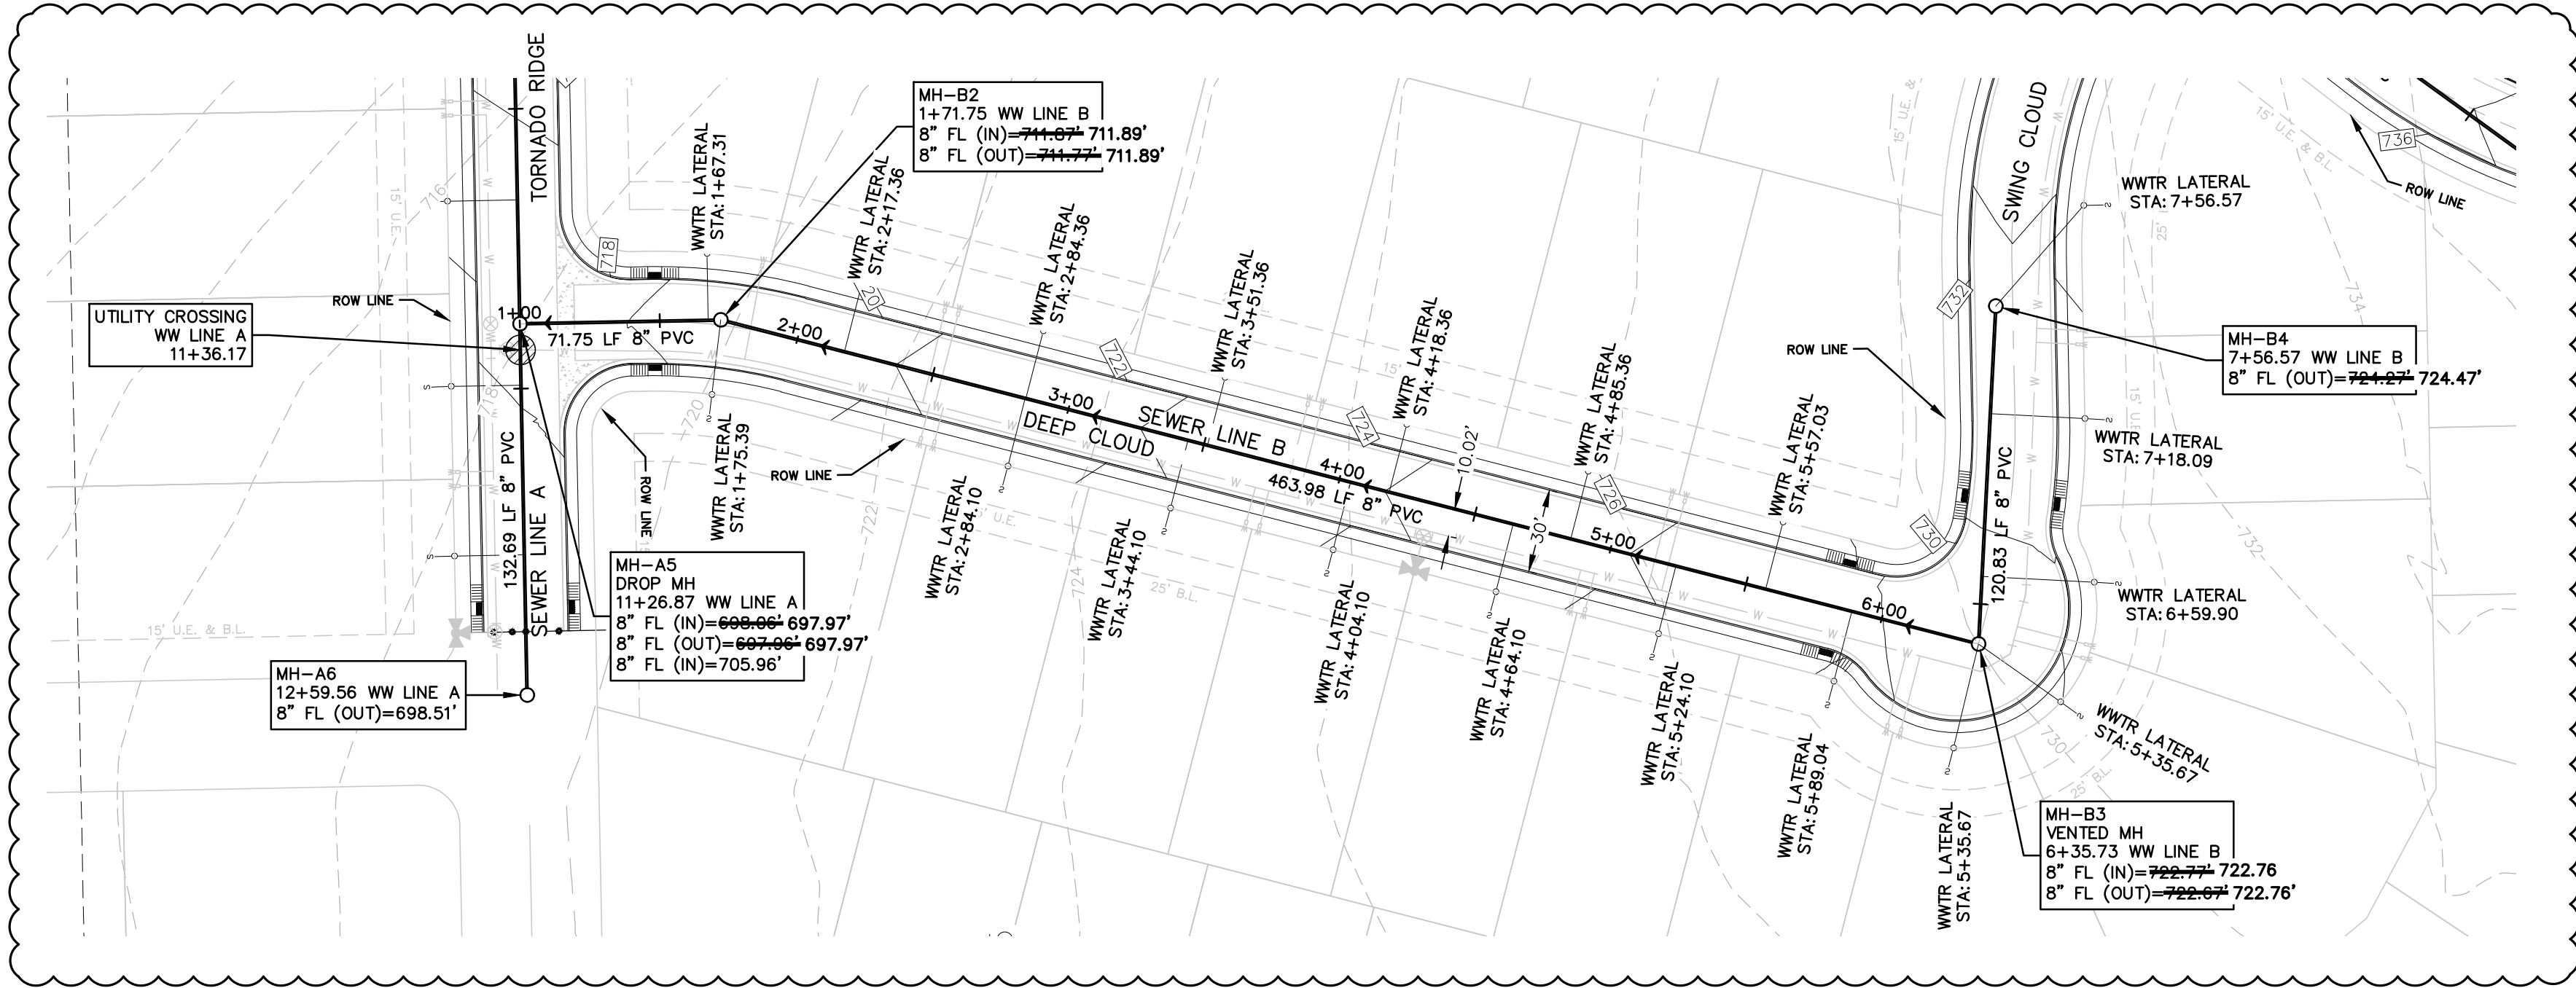 TORNADO RIDGE
MH-B2
1+71.75 WW LINE B
8" FL (IN)=711.87' 711.89'
8" FL (OUT)=711.77' 711.89'
WWTR LATERAL
STA: 1+67.31
WWTR LATERAL
STA: 2+17.36
WWTR LATERAL
STA: 2+84.36
WWTR LATERAL
STA: 3+51.36
WWTR LATERAL
STA: 4+18.36
WWTR LATERAL
STA: 4+85.36
WWTR LATERAL
STA: 5+57.03
SWING CLOUD
15' U.E. &
15' U.E. & B.L.
736
ROW LINE
WWTR LATERAL
STA: 7+56.57
25'
734
732
MH-B4
7+56.57 WW LINE B
8" FL (OUT)=724.27' 724.47'
ROW LINE
WWTR LATERAL
STA: 7+18.09
15' U.E.
120.83 LF 8" PVC
WWTR LATERAL
STA: 6+59.90
732
730
730
WWTR LATERAL
STA: 5+35.67
25' B.L.
MH-B3
VENTED MH
6+35.73 WW LINE B
8" FL (IN)=722.77' 722.76
8" FL (OUT)=722.67' 722.76'
WWTR LATERAL
STA: 5+35.67
716
15' U.E.
718
ROW LINE
UTILITY CROSSING
WW LINE A
11+36.17
1+00
71.75 LF 8" PVC
2+00
20
722
3+00
SEWER LINE B
DEEP CLOUD
15'
724
4+00
463.98 LF 8" PVC
10.02'
30'
726
5+00
6+00
718
720
132.69 LF 8" PVC
SEWER LINE A
ROW LINE
WWTR LATERAL
STA: 1+75.39
ROW LINE
722
U.E.
724
25' B.L.
MH-A5
DROP MH
11+26.87 WW LINE A
8" FL (IN)=698.06' 697.97'
8" FL (OUT)=697.96' 697.97'
8" FL (IN)=705.96'
15' U.E. & B.L.
MH-A6
12+59.56 WW LINE A
8" FL (OUT)=698.51'
WWTR LATERAL
STA: 2+84.10
WWTR LATERAL
STA: 3+44.10
WWTR LATERAL
STA: 4+04.10
WWTR LATERAL
STA: 4+64.10
WWTR LATERAL
STA: 5+24.10
WWTR LATERAL
STA: 5+89.04